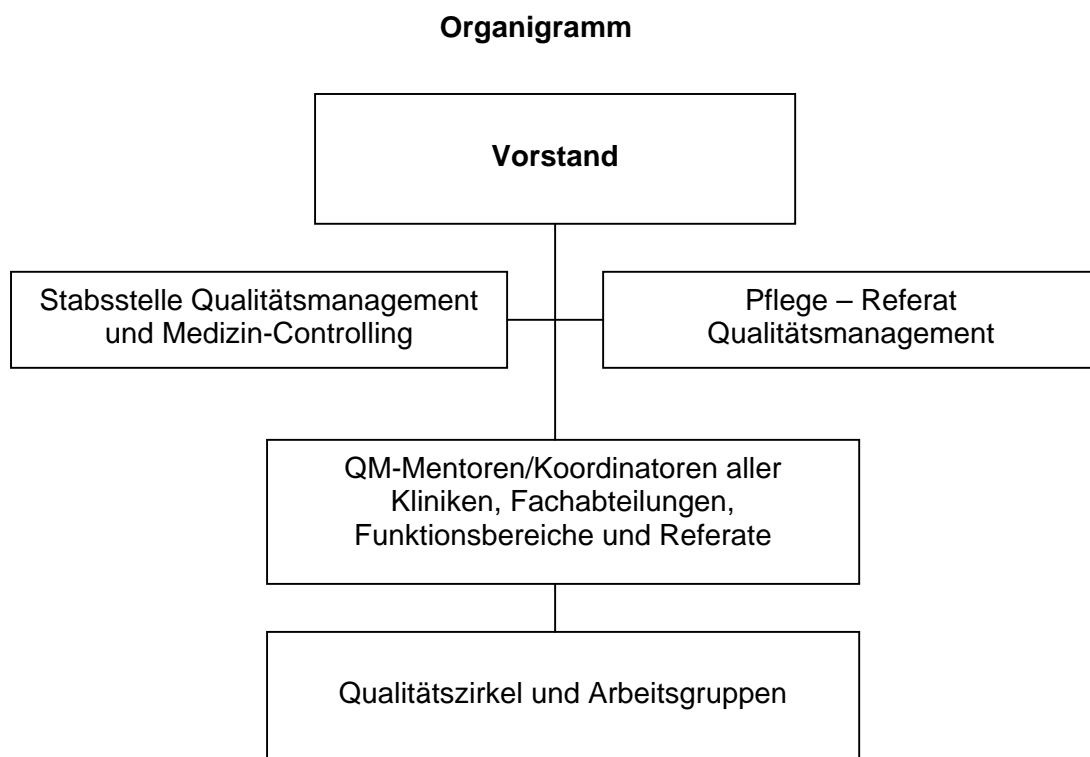 Organigramm
Vorstand
Stabsstelle Qualitätsmanagement
und Medizin-Controlling
Pflege – Referat
Qualitätsmanagement
QM-Mentoren/Koordinatoren aller
Kliniken, Fachabteilungen,
Funktionsbereiche und Referate
Qualitätszirkel und Arbeitsgruppen